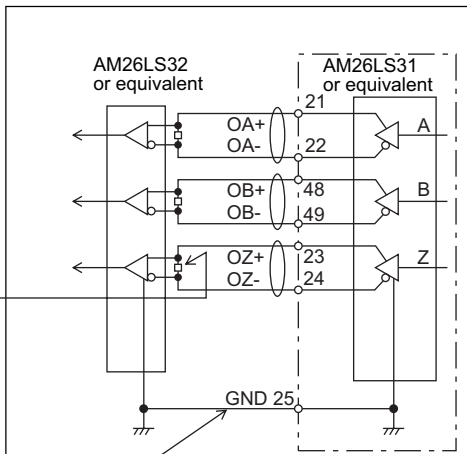 AM26LS32
or equivalent
AM26LS31
or equivalent
21
OA+
OA-
22
A
OB+
48
OB-
49
B
OZ+
23
OZ-
24
Z
GND 25